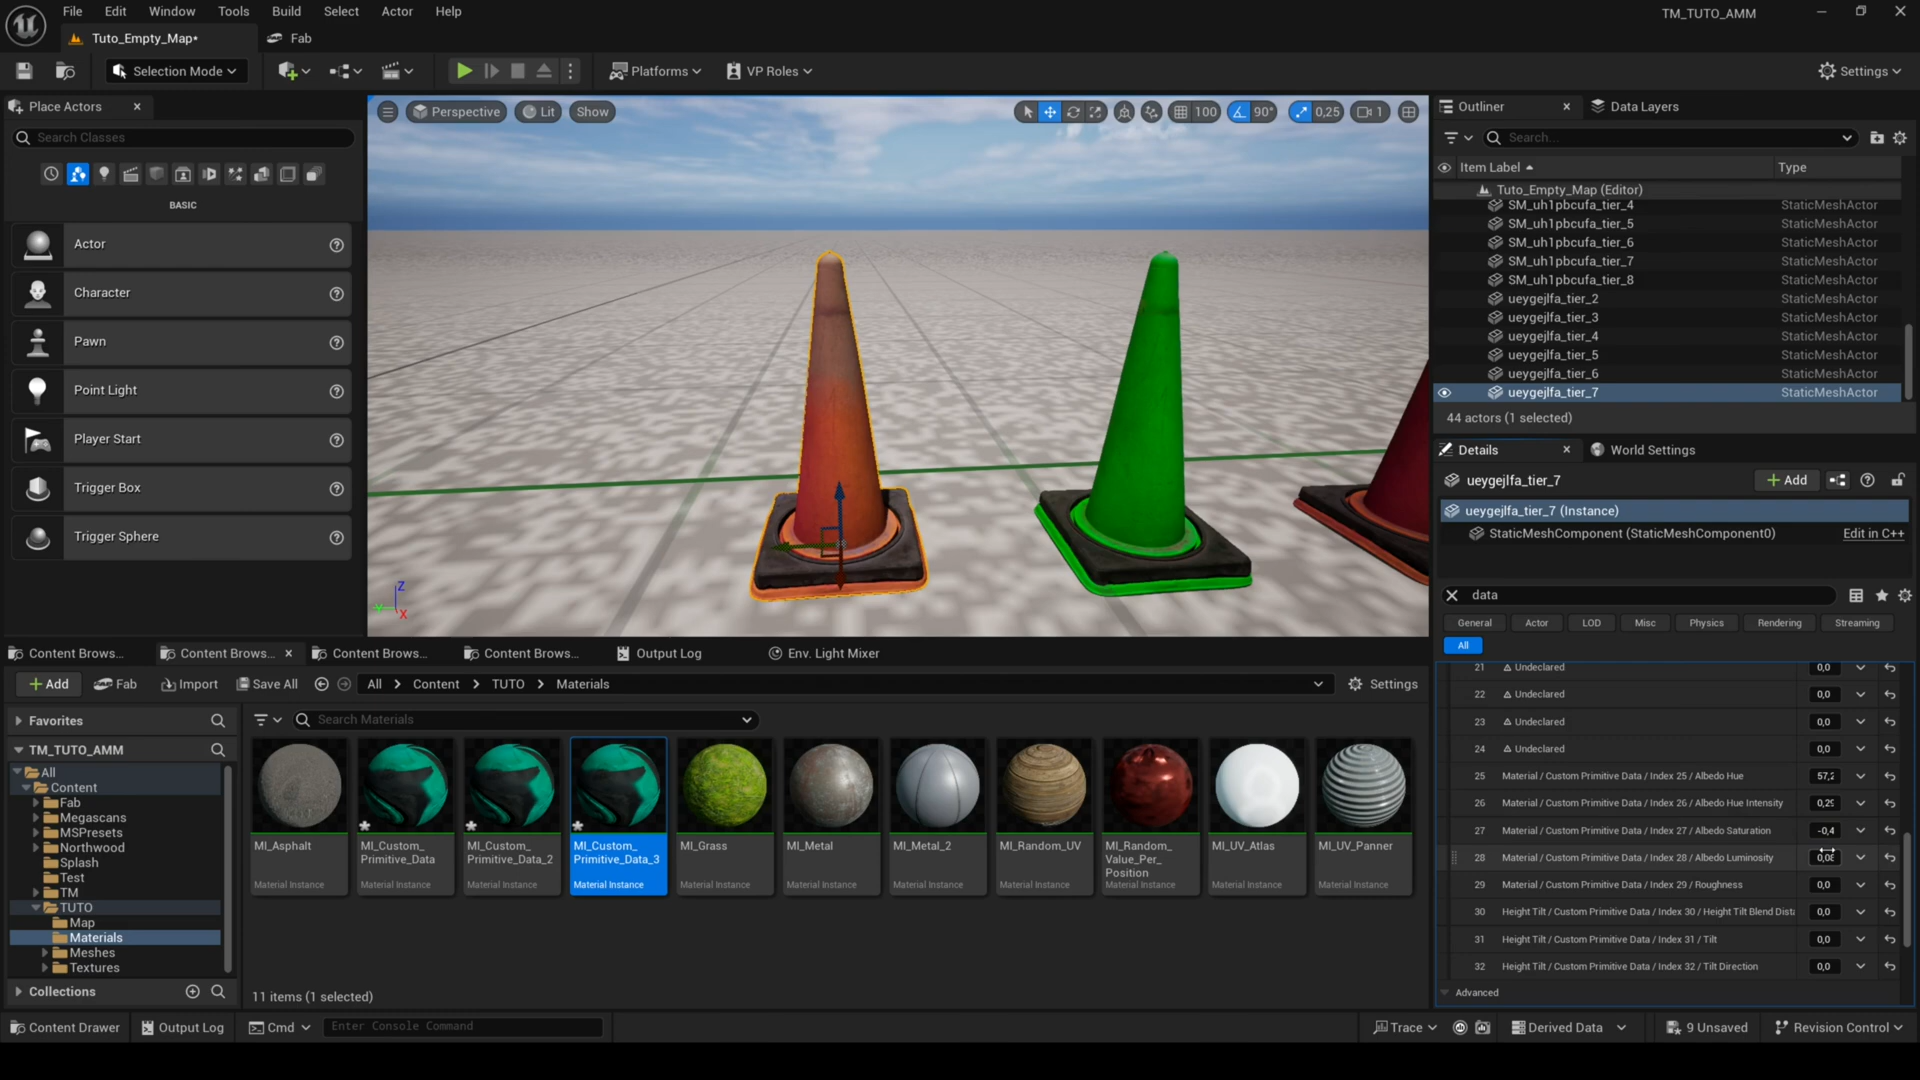 File Edit Window Tools Build Select Actor Help
TM_TUTO_AMM
Tuto_Empty_Map*
Fab
Selection Mode
Platforms
VP Roles
Settings
Place Actors
Search Classes
BASIC
Actor
Character
Pawn
Point Light
Player Start
Trigger Box
Trigger Sphere
Perspective
Lit
Show
100
90°
0,25
1
Z
X
Outliner
Data Layers
Search...
Item Label
Type
Tuto_Empty_Map (Editor)
SM_uh1pbcufa_tier_4 StaticMeshActor
SM_uh1pbcufa_tier_5 StaticMeshActor
SM_uh1pbcufa_tier_6 StaticMeshActor
SM_uh1pbcufa_tier_7 StaticMeshActor
SM_uh1pbcufa_tier_8 StaticMeshActor
ueygejlfa_tier_2 StaticMeshActor
ueygejlfa_tier_3 StaticMeshActor
ueygejlfa_tier_4 StaticMeshActor
ueygejlfa_tier_5 StaticMeshActor
ueygejlfa_tier_6 StaticMeshActor
ueygejlfa_tier_7 StaticMeshActor
44 actors (1 selected)
Details
World Settings
ueygejlfa_tier_7
Add
ueygejlfa_tier_7 (Instance)
StaticMeshComponent (StaticMeshComponent0)
Edit in C++
data
General Actor LOD Misc Physics Rendering Streaming
All
21 Undeclared 0,0
22 Undeclared 0,0
23 Undeclared 0,0
24 Undeclared 0,0
25 Material / Custom Primitive Data / Index 25 / Albedo Hue 57,2
26 Material / Custom Primitive Data / Index 26 / Albedo Hue Intensity 0,29
27 Material / Custom Primitive Data / Index 27 / Albedo Saturation -0,4
28 Material / Custom Primitive Data / Index 28 / Albedo Luminosity
29 Material / Custom Primitive Data / Index 29 / Roughness 0,0
30 Height Tilt / Custom Primitive Data / Index 30 / Height Tilt Blend Dista 0,0
31 Height Tilt / Custom Primitive Data / Index 31 / Tilt 0,0
32 Height Tilt / Custom Primitive Data / Index 32 / Tilt Direction 0,0
Advanced
Content Brows...
Content Brows...
Content Brows...
Content Brows...
Output Log
Env. Light Mixer
Add
Fab
Import
Save All
All
Content
TUTO
Materials
Settings
Favorites
TM_TUTO_AMM
All
Content
Fab
Megascans
MSPresets
Northwood
Splash
Test
TM
TUTO
Map
Materials
Meshes
Textures
Collections
Search Materials
MI_Asphalt
Material Instance
MI_Custom_
Primitive_Data
Material Instance
MI_Custom_
Primitive_Data_2
Material Instance
MI_Custom_
Primitive_Data_3
Material Instance
MI_Grass
Material Instance
MI_Metal
Material Instance
MI_Metal_2
Material Instance
MI_Random_UV
Material Instance
MI_Random_
Value_Per_
Position
Material Instance
MI_UV_Atlas
Material Instance
MI_UV_Panner
Material Instance
11 items (1 selected)
Content Drawer
Output Log
Cmd
Enter Console Command
Trace
Derived Data
9 Unsaved
Revision Control